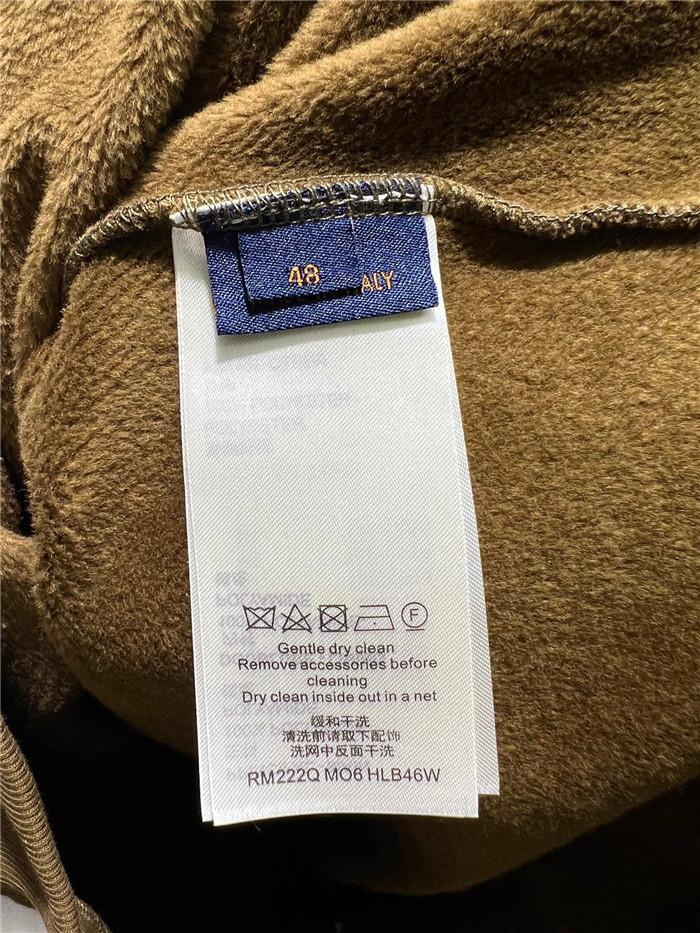 48
ALY
F
Gentle dry clean
Remove accessories before
cleaning
Dry clean inside out in a net
缓和干洗
清洗前请取下配饰
洗网中反面干洗
RM222Q MO6 HLB46W